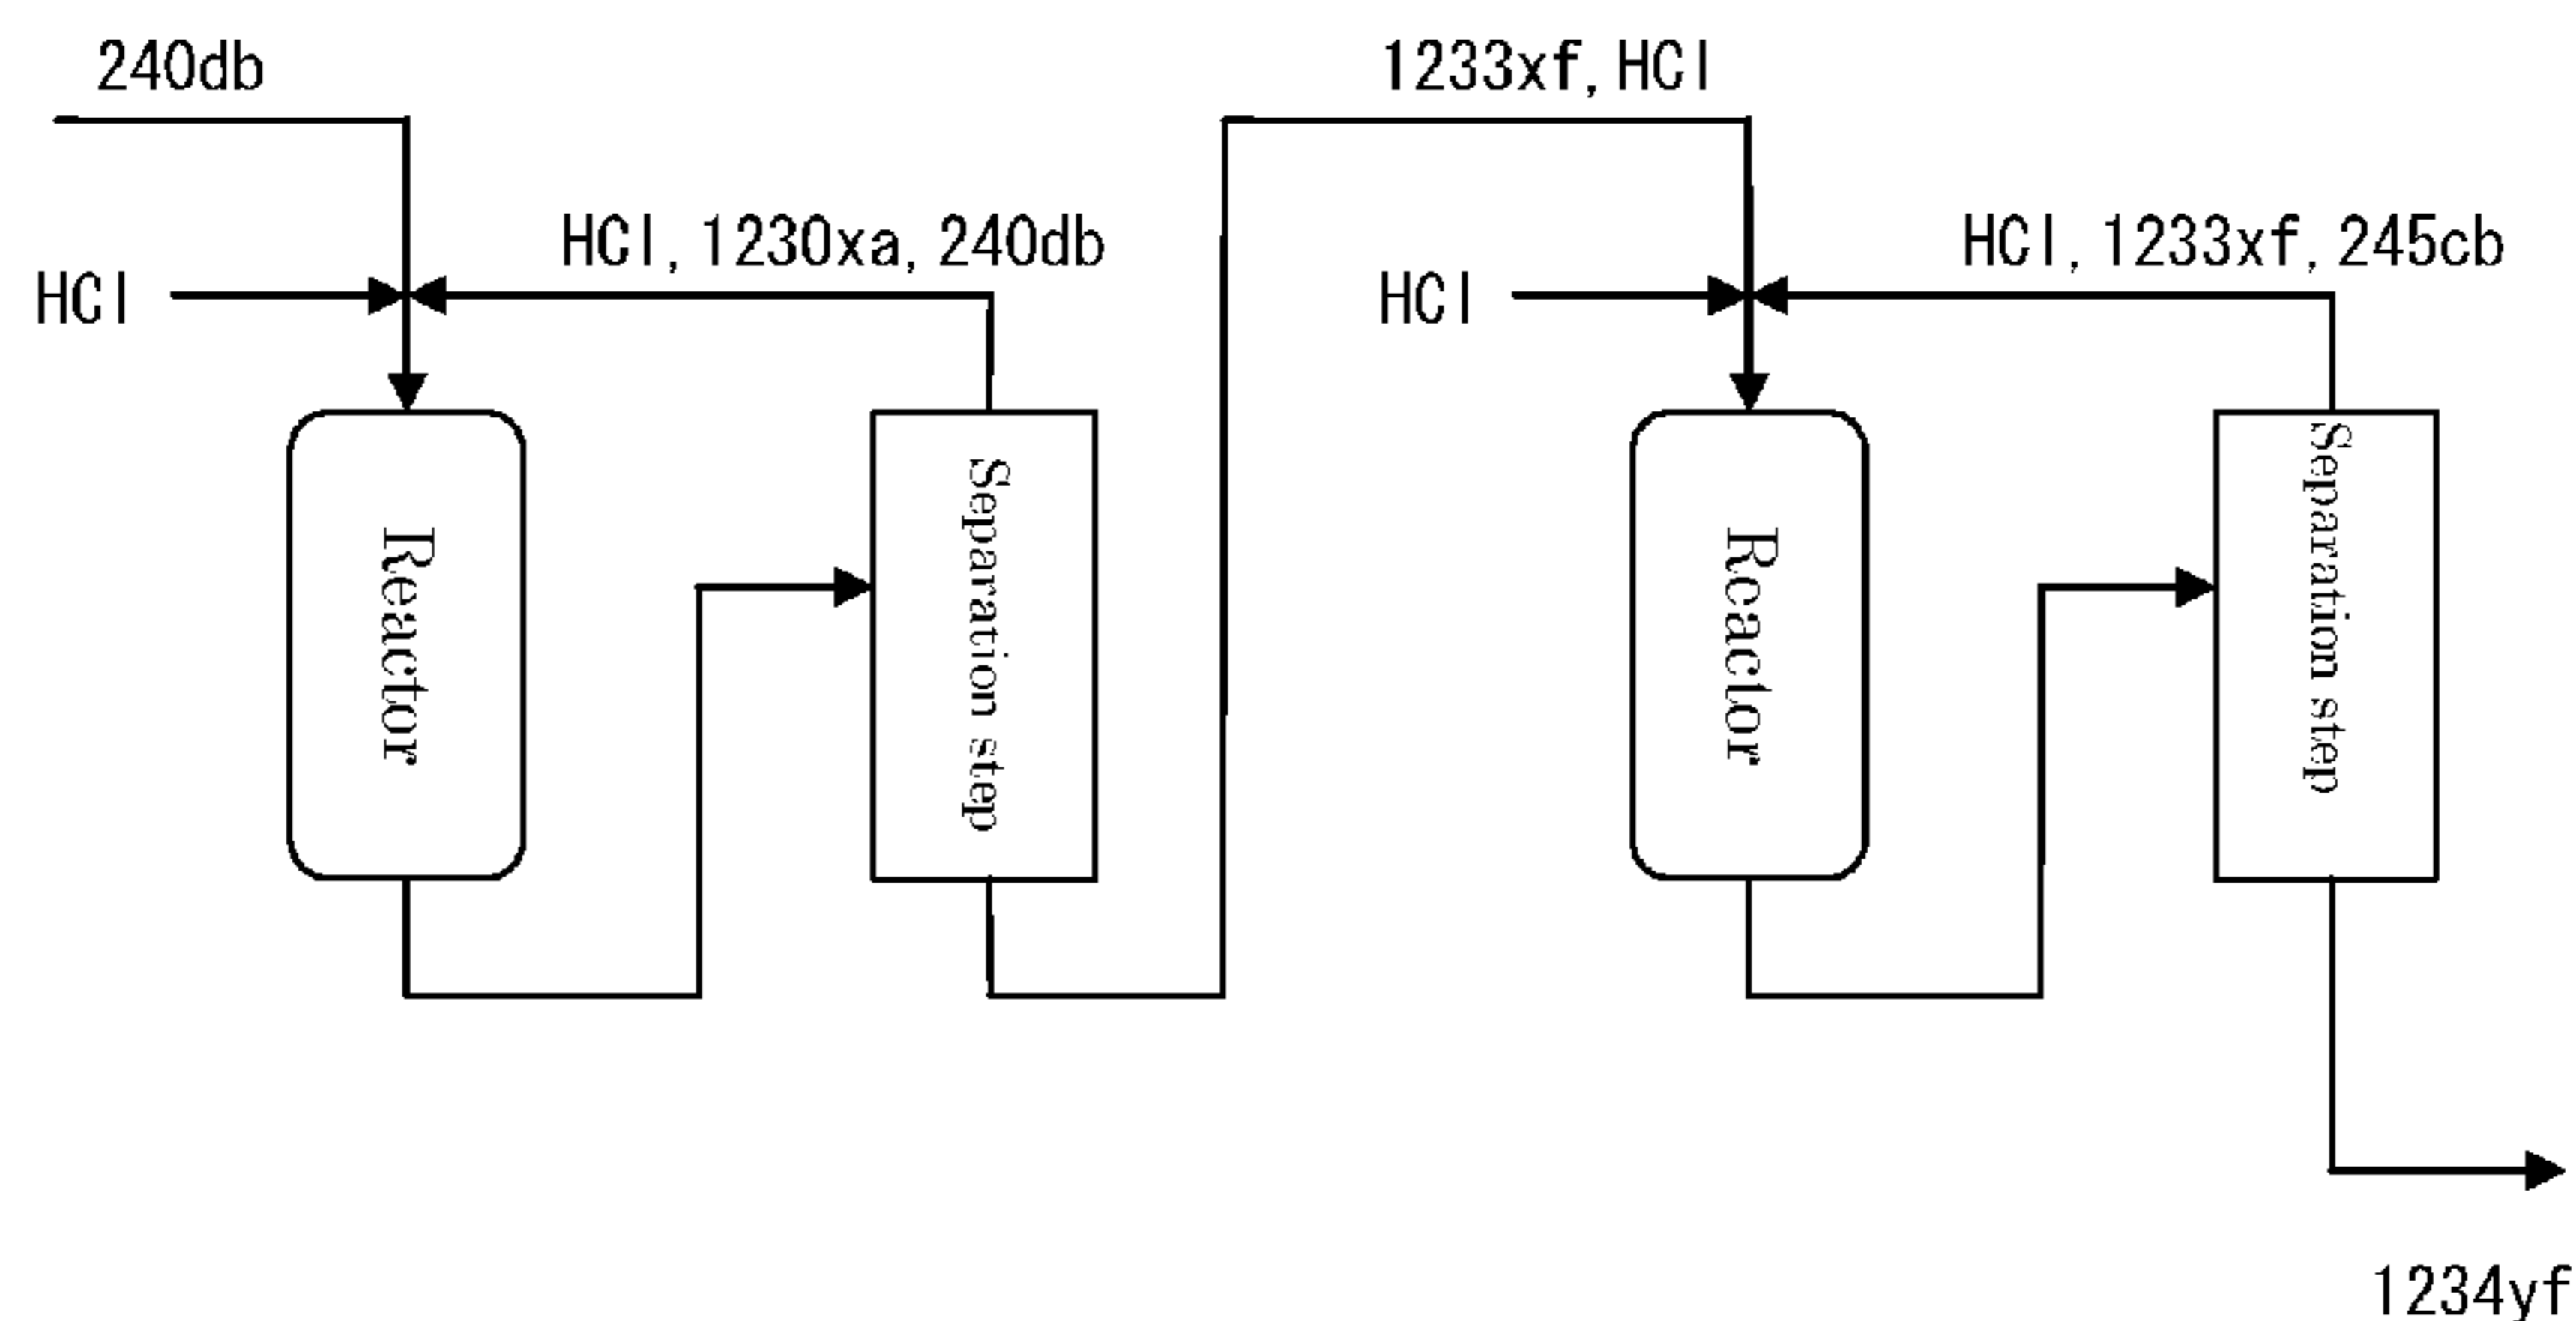 240db
1233xf, HCl
HCl, 1230xa, 240db
HCl, 1233xf, 245cb
HCl
HCl
Reactor
Separation step
Reactor
Separation step
1234yf